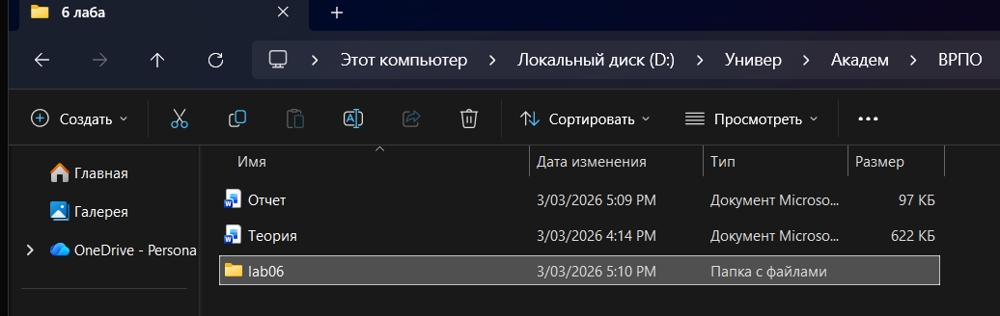 6 лаба
Этот компьютер > Локальный диск (D:) > Универ > Академ > ВРПО
Создать Сортировать Просмотреть
Имя Дата изменения Тип Размер
Главная
Галерея
OneDrive - Persona
Отчет 3/03/2026 5:09 PM Документ Microso... 97 КБ
Теория 3/03/2026 4:14 PM Документ Microso... 622 КБ
lab06 3/03/2026 5:10 PM Папка с файлами